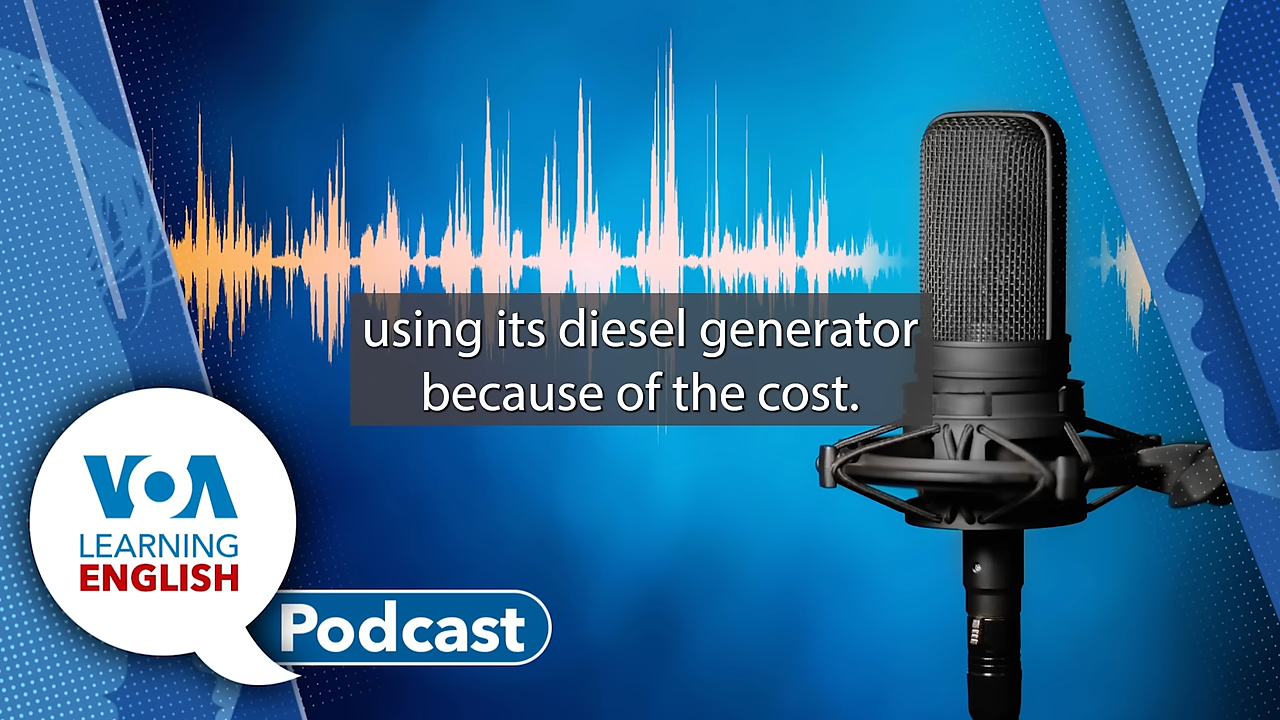 using its diesel generator
because of the cost.
VOA
LEARNING
ENGLISH
Podcast